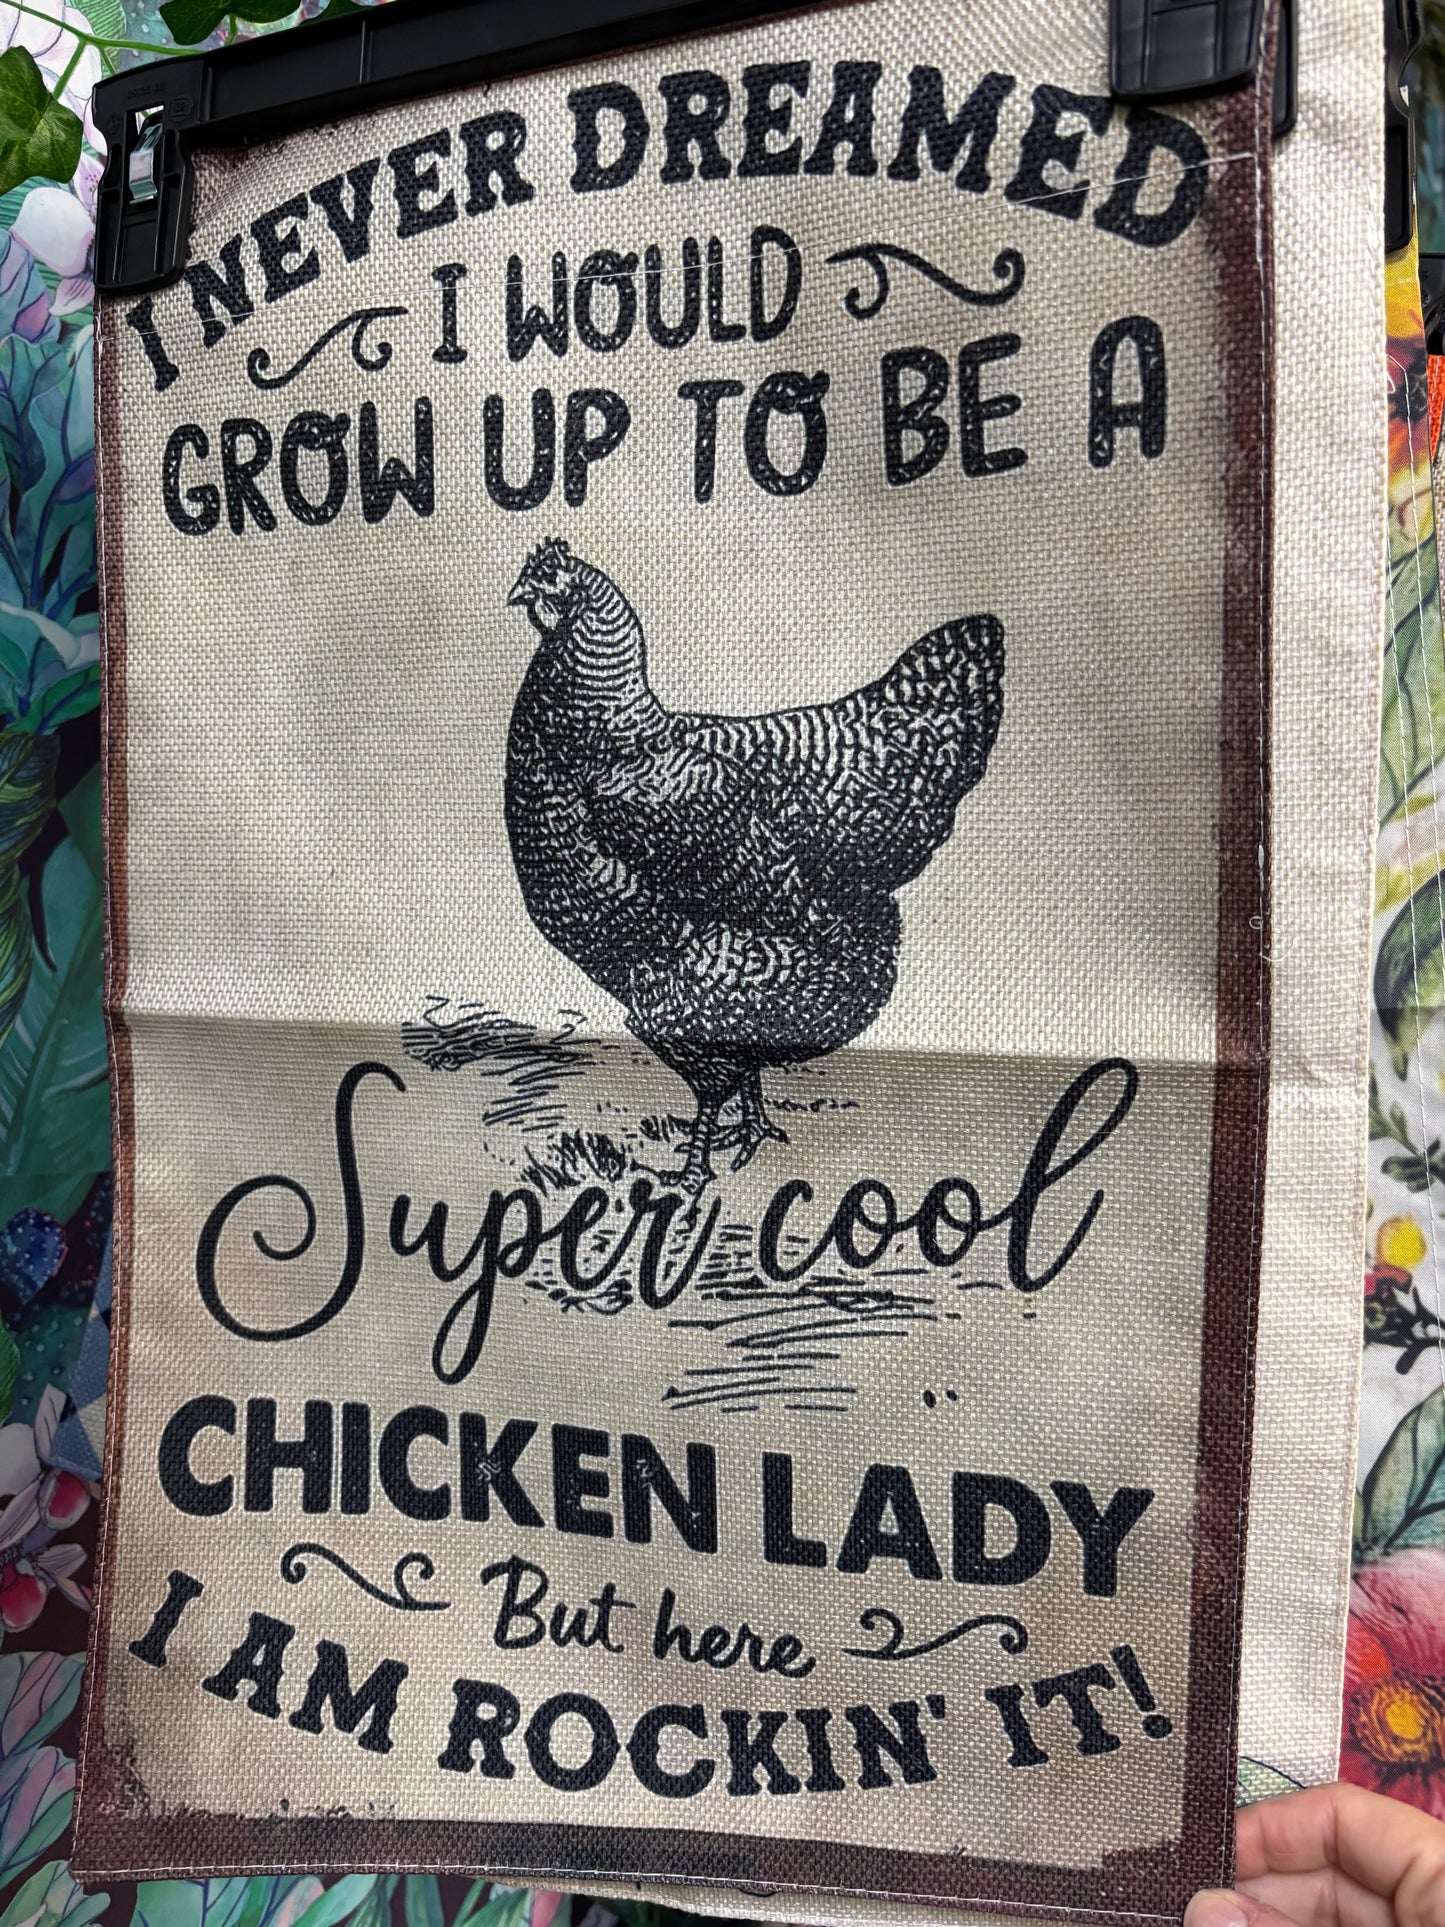 I NEVER DREAMED
I WOULD
GROW UP TO BE A
Super cool
CHICKEN LADY
But here
I AM ROCKIN' IT!